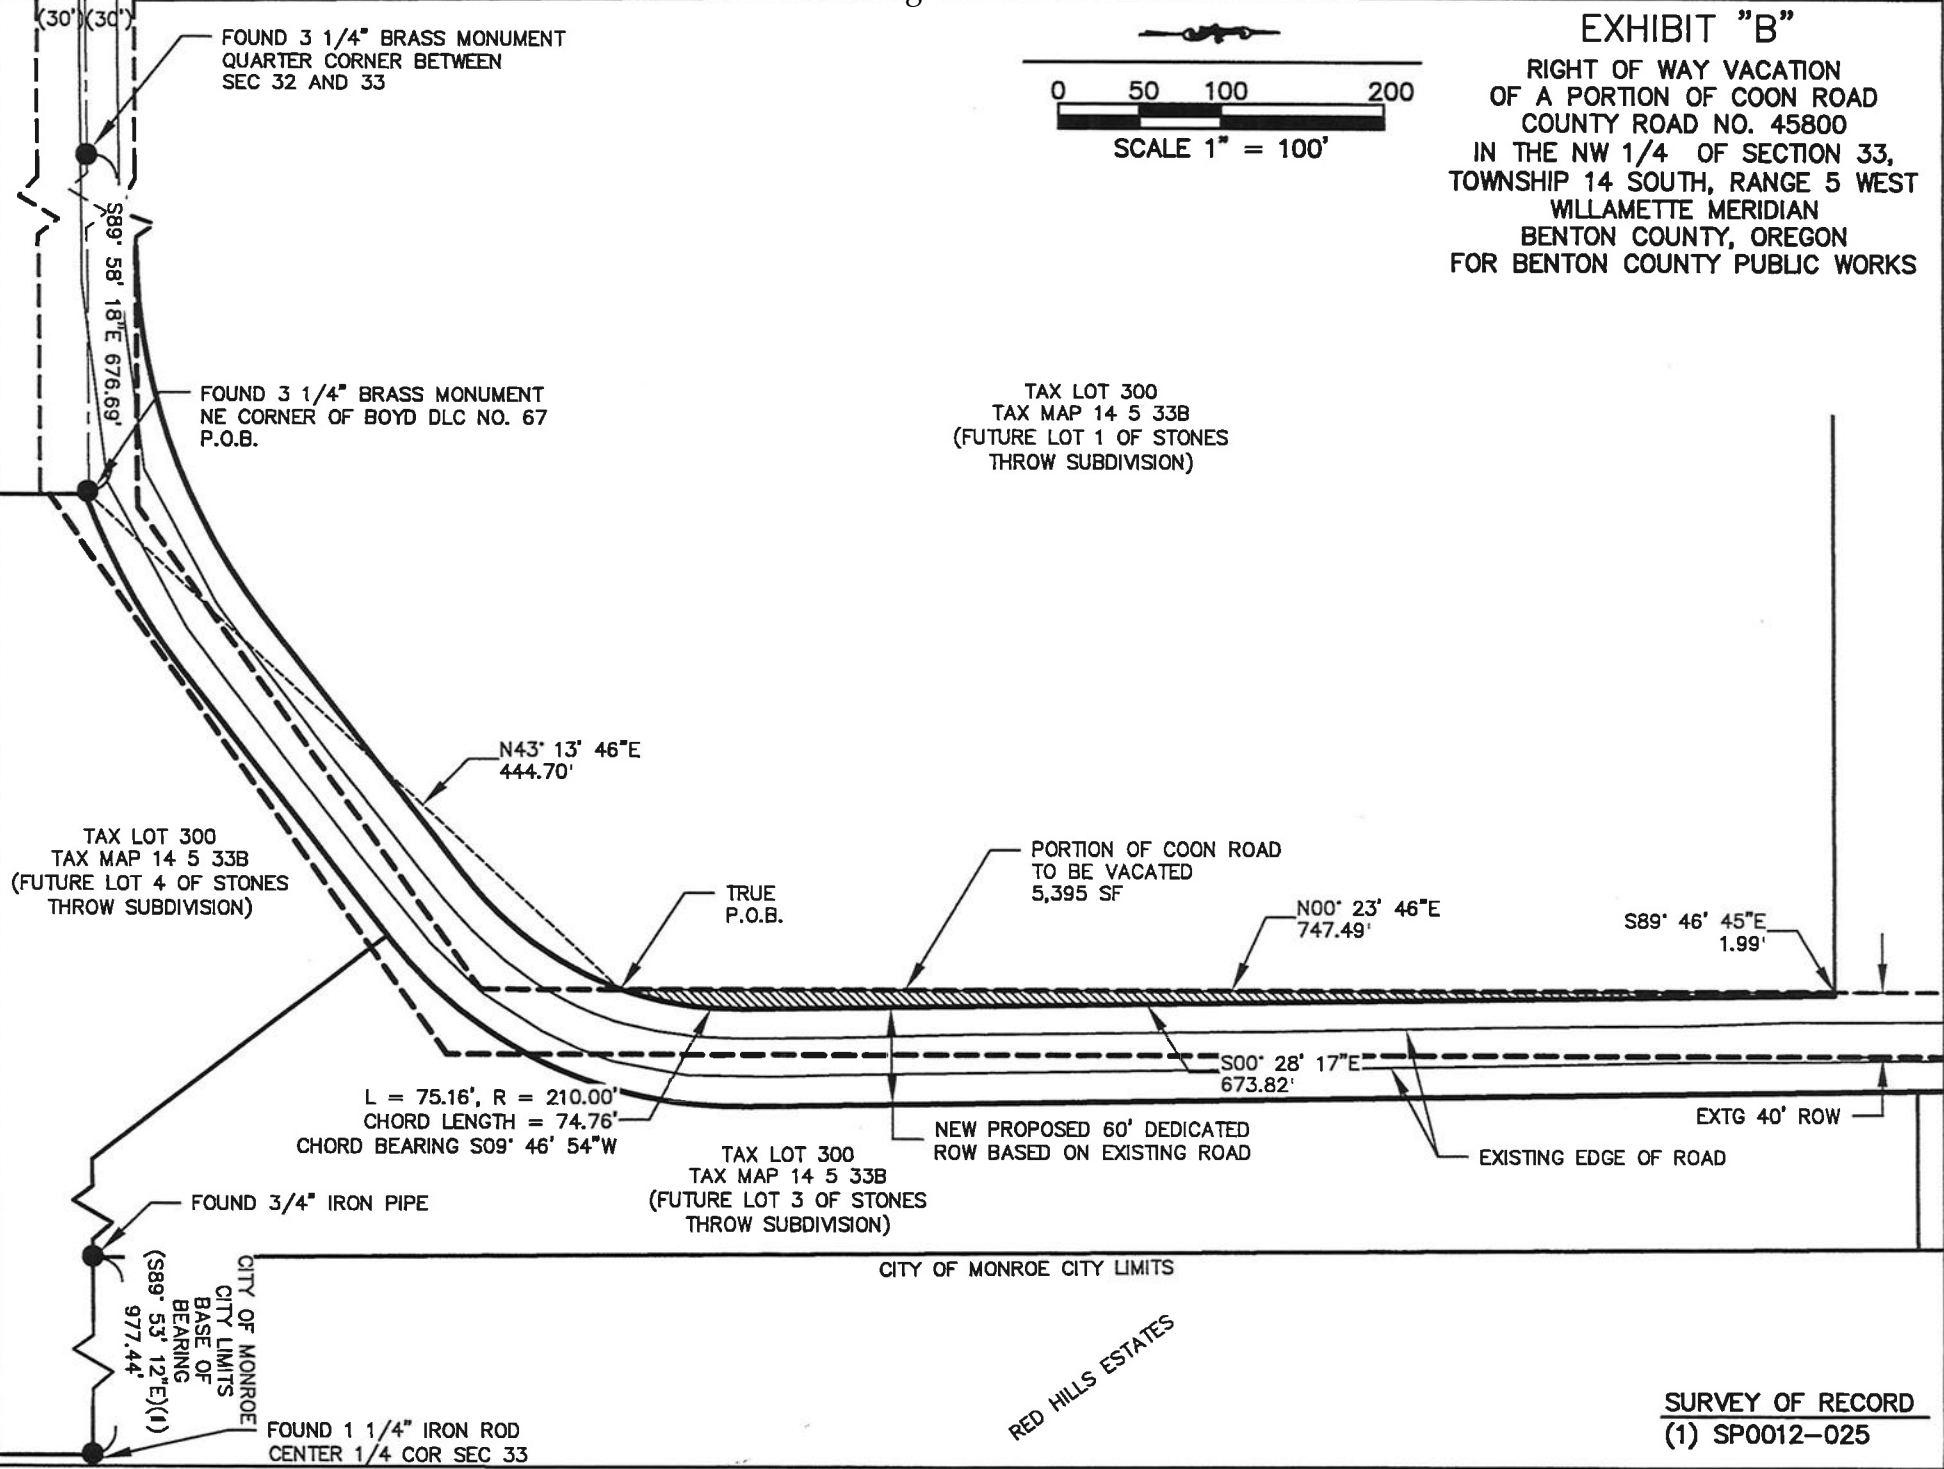 (30') (30')
FOUND 3 1/4" BRASS MONUMENT
QUARTER CORNER BETWEEN
SEC 32 AND 33
0 50 100 200
SCALE 1" = 100'
EXHIBIT "B"
RIGHT OF WAY VACATION
OF A PORTION OF COON ROAD
COUNTY ROAD NO. 45800
IN THE NW 1/4 OF SECTION 33,
TOWNSHIP 14 SOUTH, RANGE 5 WEST
WILLAMETTE MERIDIAN
BENTON COUNTY, OREGON
FOR BENTON COUNTY PUBLIC WORKS
S89° 58' 18"E 676.69'
FOUND 3 1/4" BRASS MONUMENT
NE CORNER OF BOYD DLC NO. 67
P.O.B.
TAX LOT 300
TAX MAP 14 5 33B
(FUTURE LOT 1 OF STONES
THROW SUBDIVISION)
N43° 13' 46"E
444.70'
TAX LOT 300
TAX MAP 14 5 33B
(FUTURE LOT 4 OF STONES
THROW SUBDIVISION)
TRUE
P.O.B.
PORTION OF COON ROAD
TO BE VACATED
5,395 SF
N00° 23' 46"E
747.49'
S89° 46' 45"E
1.99'
S00° 28' 17"E
673.82'
L = 75.16', R = 210.00'
CHORD LENGTH = 74.76'
CHORD BEARING S09° 46' 54"W
NEW PROPOSED 60' DEDICATED
ROW BASED ON EXISTING ROAD
EXTG 40' ROW
EXISTING EDGE OF ROAD
TAX LOT 300
TAX MAP 14 5 33B
(FUTURE LOT 3 OF STONES
THROW SUBDIVISION)
FOUND 3/4" IRON PIPE
CITY OF MONROE CITY LIMITS
CITY OF MONROE
CITY LIMITS
BASE OF
BEARING
(S89° 53' 12"E)(1)
977.44'
RED HILLS ESTATES
FOUND 1 1/4" IRON ROD
CENTER 1/4 COR SEC 33
SURVEY OF RECORD
(1) SP0012-025